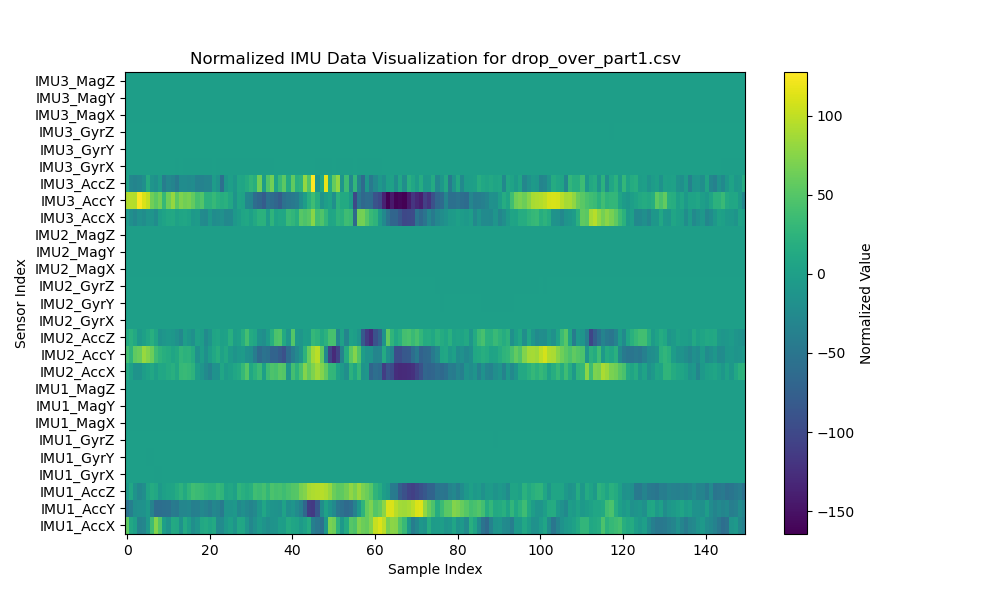 Normalized IMU Data Visualization for drop_over_part1.csv
Sensor Index
IMU3_MagZ
IMU3_MagY
IMU3_MagX
IMU3_GyrZ
IMU3_GyrY
IMU3_GyrX
IMU3_AccZ
IMU3_AccY
IMU3_AccX
IMU2_MagZ
IMU2_MagY
IMU2_MagX
IMU2_GyrZ
IMU2_GyrY
IMU2_GyrX
IMU2_AccZ
IMU2_AccY
IMU2_AccX
IMU1_MagZ
IMU1_MagY
IMU1_MagX
IMU1_GyrZ
IMU1_GyrY
IMU1_GyrX
IMU1_AccZ
IMU1_AccY
IMU1_AccX
0 20 40 60 80 100 120 140
Sample Index
100
50
0
−50
−100
−150
Normalized Value